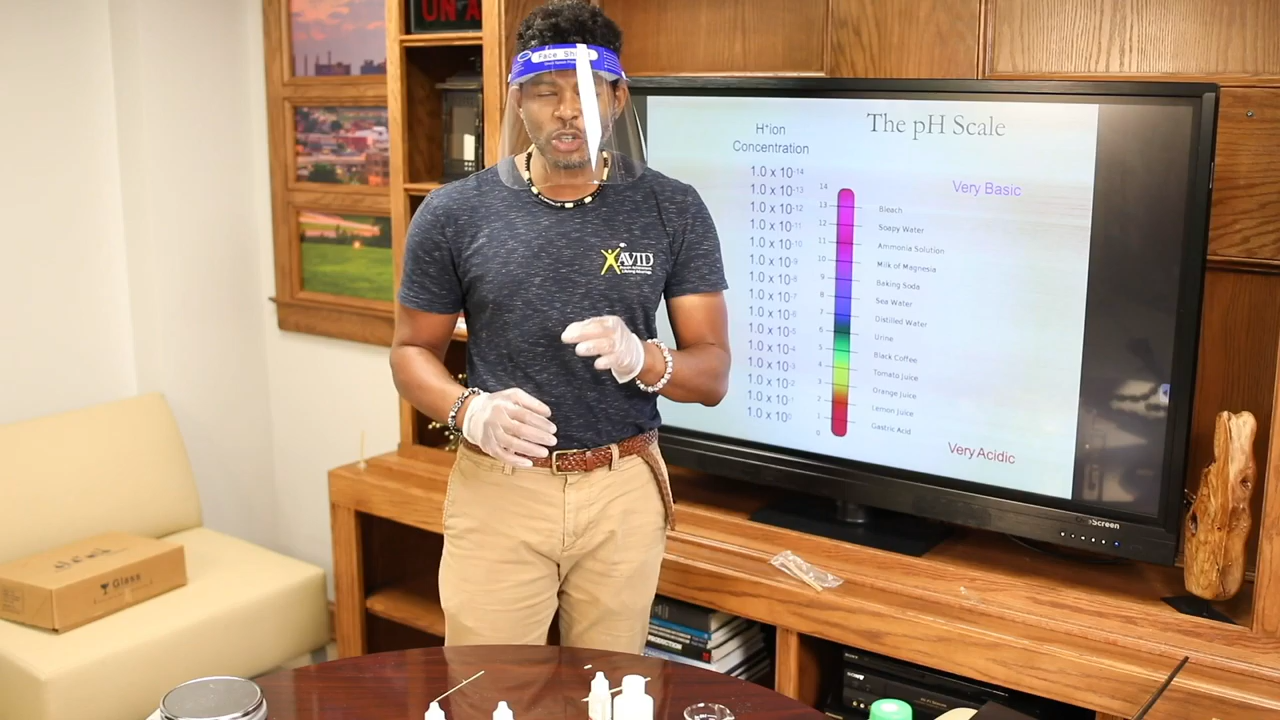 ON A
Face Shield
AVID
The pH Scale
H+ion
Concentration
1.0 x 10-14
1.0 x 10-13
1.0 x 10-12
1.0 x 10-11
1.0 x 10-10
1.0 x 10-9
1.0 x 10-8
1.0 x 10-7
1.0 x 10-6
1.0 x 10-5
1.0 x 10-4
1.0 x 10-3
1.0 x 10-2
1.0 x 10-1
1.0 x 100
14
13
12
11
10
9
8
7
6
5
4
3
2
1
0
Very Basic
Bleach
Soapy Water
Ammonia Solution
Milk of Magnesia
Baking Soda
Sea Water
Distilled Water
Urine
Black Coffee
Tomato Juice
Orange Juice
Lemon Juice
Gastric Acid
Very Acidic
Screen
Glass
PRODUCTION
SONY